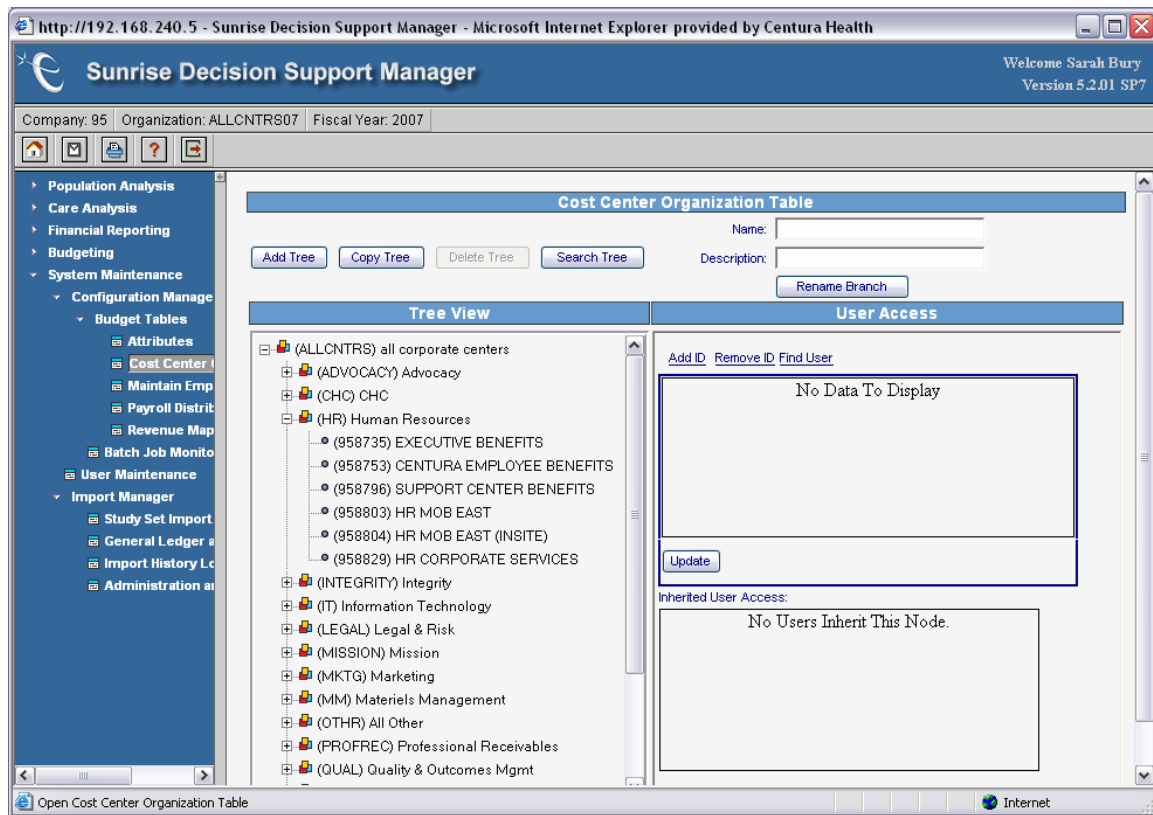 http://192.168.240.5 - Sunrise Decision Support Manager - Microsoft Internet Explorer provided by Centura Health
Sunrise Decision Support Manager
Welcome Sarah Bury
Version 5.2.01 SP7
Company: 95 Organization: ALLCNTRS07 Fiscal Year: 2007
Population Analysis
Care Analysis
Financial Reporting
Budgeting
System Maintenance
Configuration Manage
Budget Tables
Attributes
Cost Center
Maintain Emp
Payroll Distrib
Revenue Map
Batch Job Monito
User Maintenance
Import Manager
Study Set Import
General Ledger a
Import History Lo
Administration a
Cost Center Organization Table
Name:
Add Tree Copy Tree Delete Tree Search Tree Description:
Rename Branch
Tree View
(ALLCNTRS) all corporate centers
(ADVOCACY) Advocacy
(CHC) CHC
(HR) Human Resources
(958735) EXECUTIVE BENEFITS
(958753) CENTURA EMPLOYEE BENEFITS
(958796) SUPPORT CENTER BENEFITS
(958803) HR MOB EAST
(958804) HR MOB EAST (INSITE)
(958829) HR CORPORATE SERVICES
(INTEGRITY) Integrity
(IT) Information Technology
(LEGAL) Legal & Risk
(MISSION) Mission
(MKTG) Marketing
(MM) Materiels Management
(OTHR) All Other
(PROFREC) Professional Receivables
(QUAL) Quality & Outcomes Mgmt
User Access
Add ID Remove ID Find User
No Data To Display
Update
Inherited User Access:
No Users Inherit This Node.
Open Cost Center Organization Table
Internet